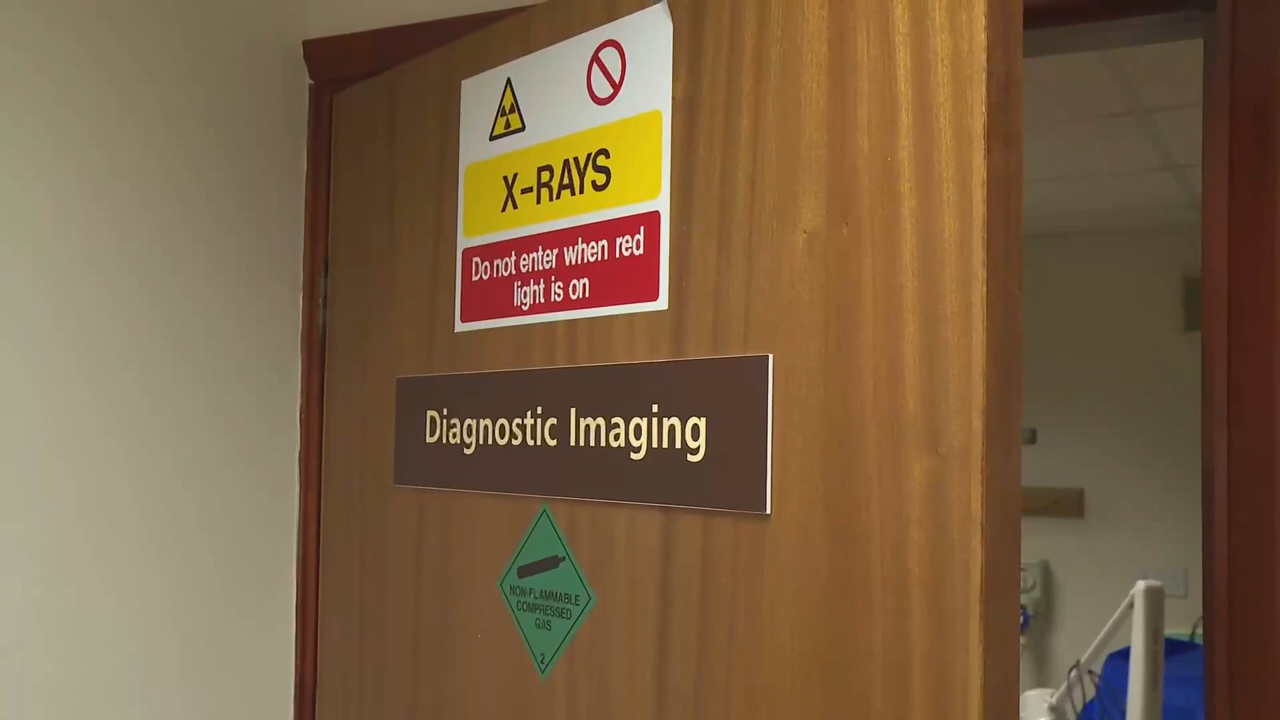 X-RAYS
Do not enter when red
light is on
Diagnostic Imaging
NON-FLAMMABLE
COMPRESSED
GAS
2